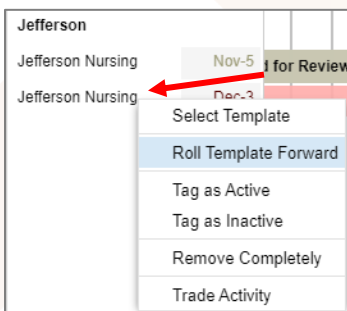 Jefferson
Jefferson Nursing Nov-5 d for Review
Jefferson Nursing Dec-3
Select Template
Roll Template Forward
Tag as Active
Tag as Inactive
Remove Completely
Trade Activity